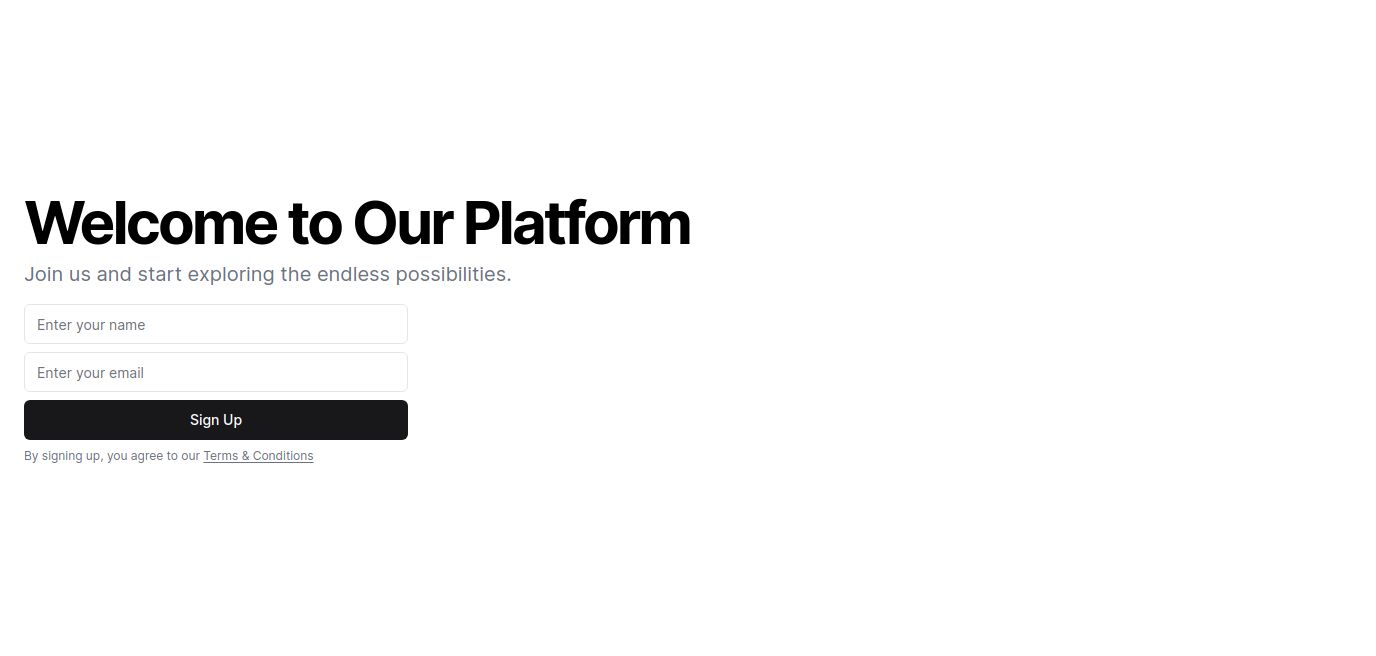 Welcome to Our Platform
Join us and start exploring the endless possibilities.
Enter your name
Enter your email
Sign Up
By signing up, you agree to our Terms & Conditions